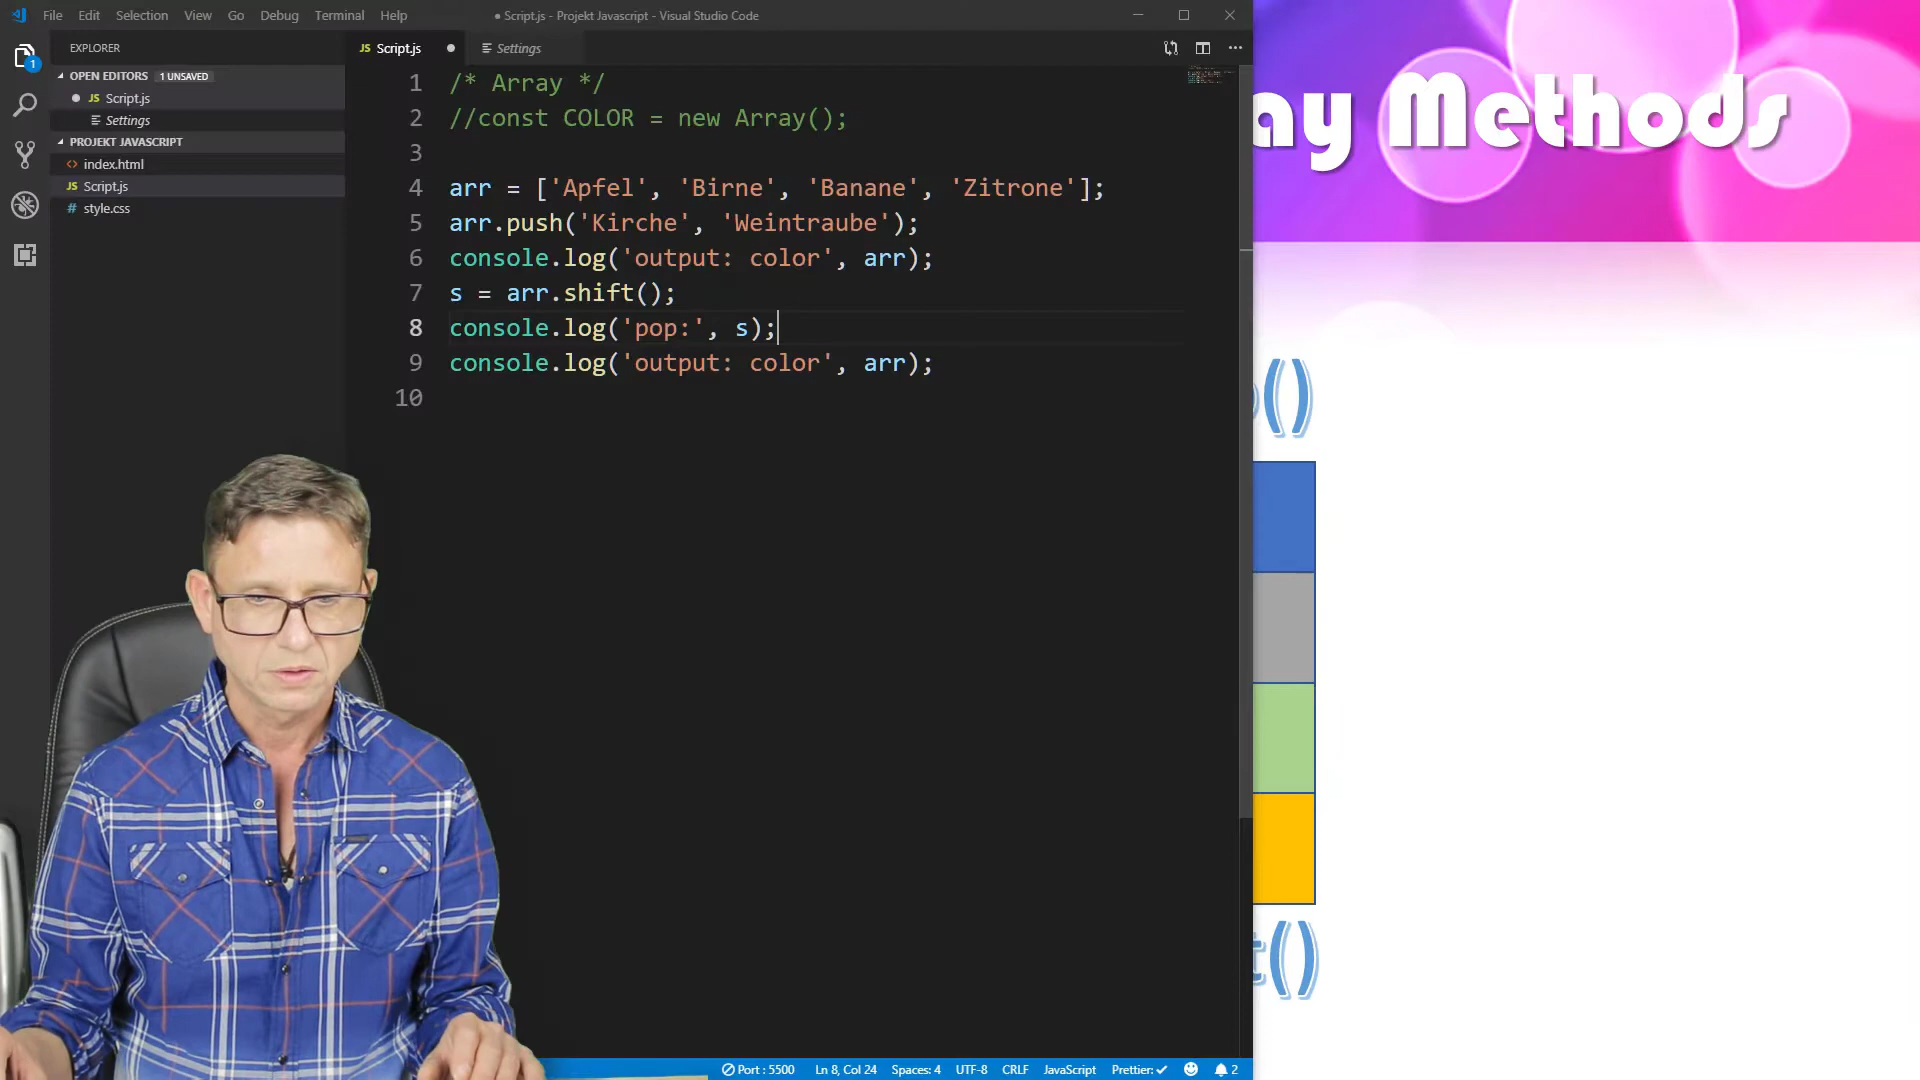 File Edit Selection View Go Debug Terminal Help
● Script.js - Projekt Javascript - Visual Studio Code
EXPLORER
JS Script.js
Settings
OPEN EDITORS 1 UNSAVED
JS Script.js
Settings
PROJEKT JAVASCRIPT
<> index.html
JS Script.js
# style.css
1
1 /* Array */
2 //const COLOR = new Array();
3
4 arr = ['Apfel', 'Birne', 'Banane', 'Zitrone'];
5 arr.push('Kirche', 'Weintraube');
6 console.log('output: color', arr);
7 s = arr.shift();
8 console.log('pop:', s);
9 console.log('output: color', arr);
10
ay Methods
()
t()
Port : 5500 Ln 8, Col 24 Spaces: 4 UTF-8 CRLF JavaScript Prettier: ✓ 2